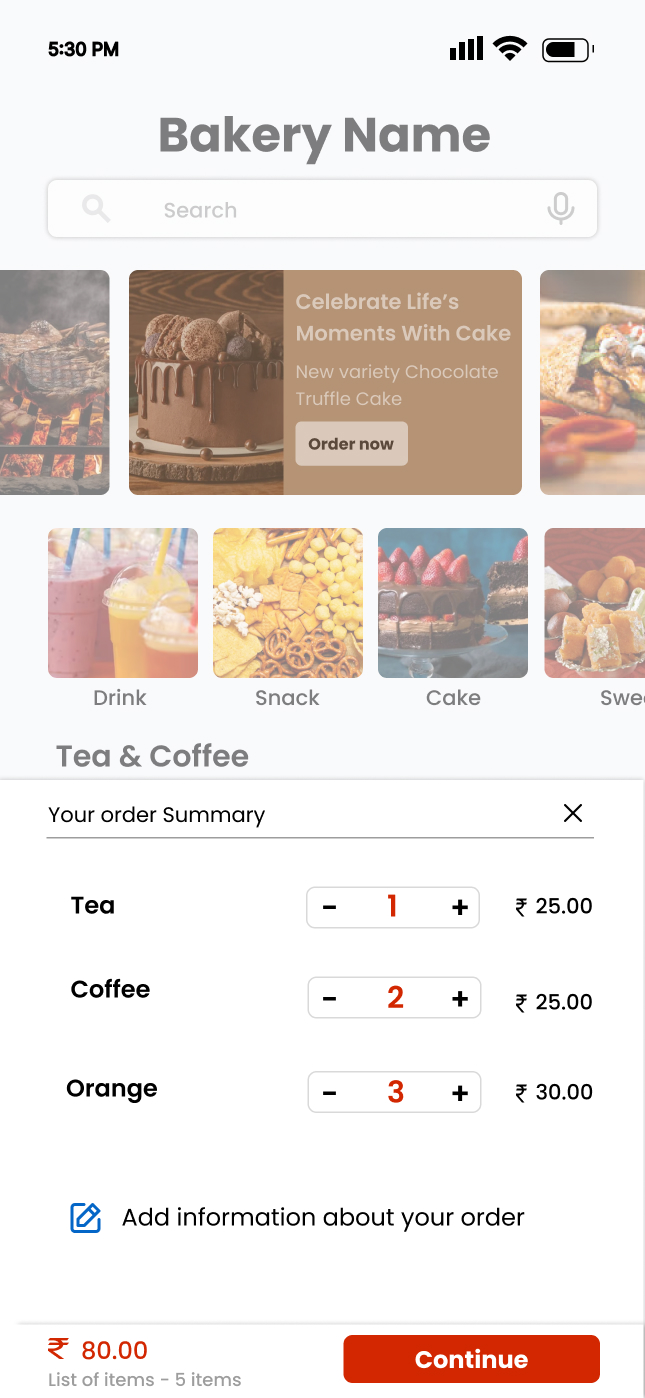 5:30 PM
Bakery Name
Search
Celebrate Life’s
Moments With Cake
New variety Chocolate
Truffle Cake
Order now
Drink
Snack
Cake
Swee
Tea & Coffee
Your order Summary
Tea - 1 + ₹ 25.00
Coffee - 2 + ₹ 25.00
Orange - 3 + ₹ 30.00
Add information about your order
₹ 80.00
List of items - 5 items
Continue